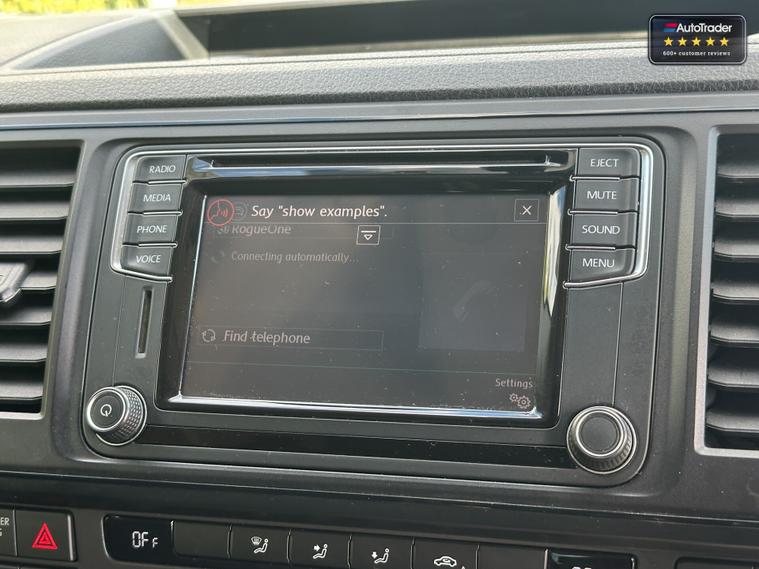 AutoTrader
600+ customer reviews
RADIO
MEDIA
PHONE
VOICE
EJECT
MUTE
SOUND
MENU
Say "show examples".
RogueOne
Connecting automatically...
Find telephone
Settings
OFF